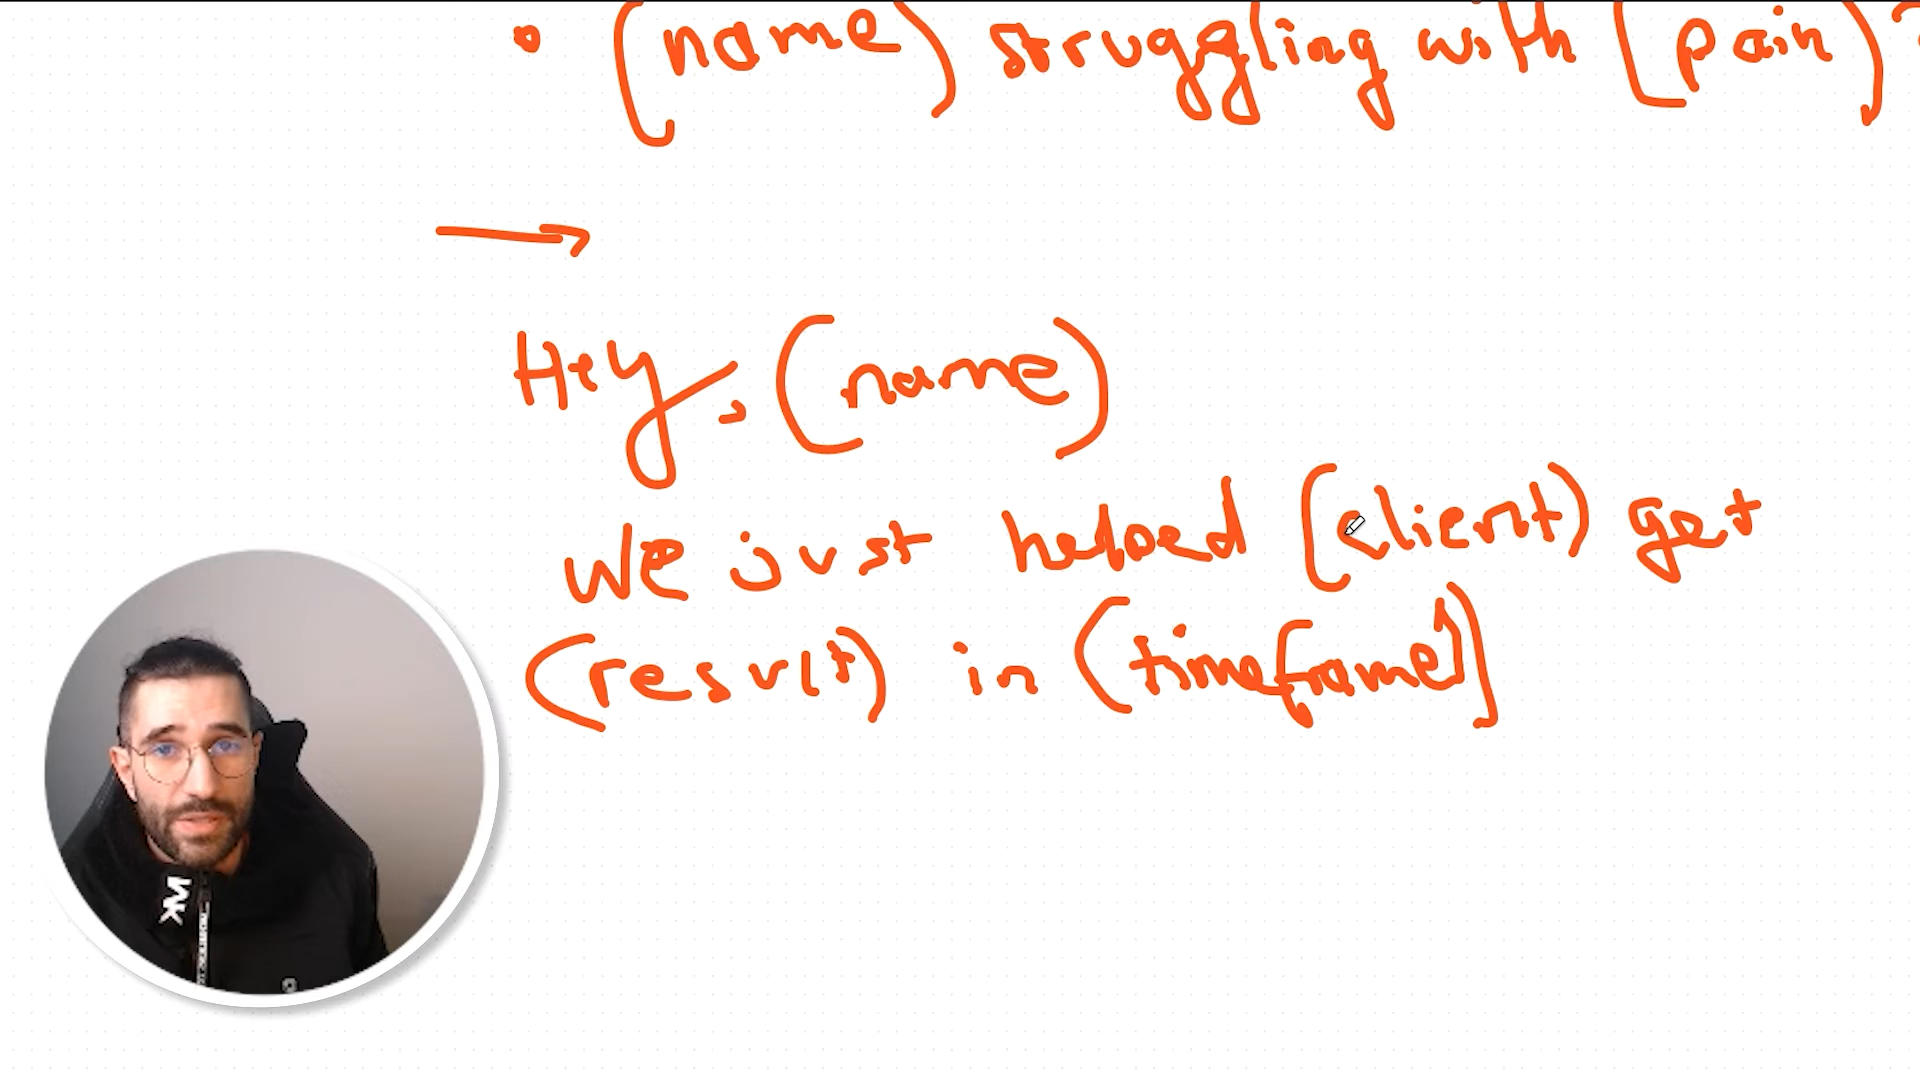 • (name) struggling with (pain)?
→
Hey, (name)
We just helped (client) get
(result) in (timeframe)